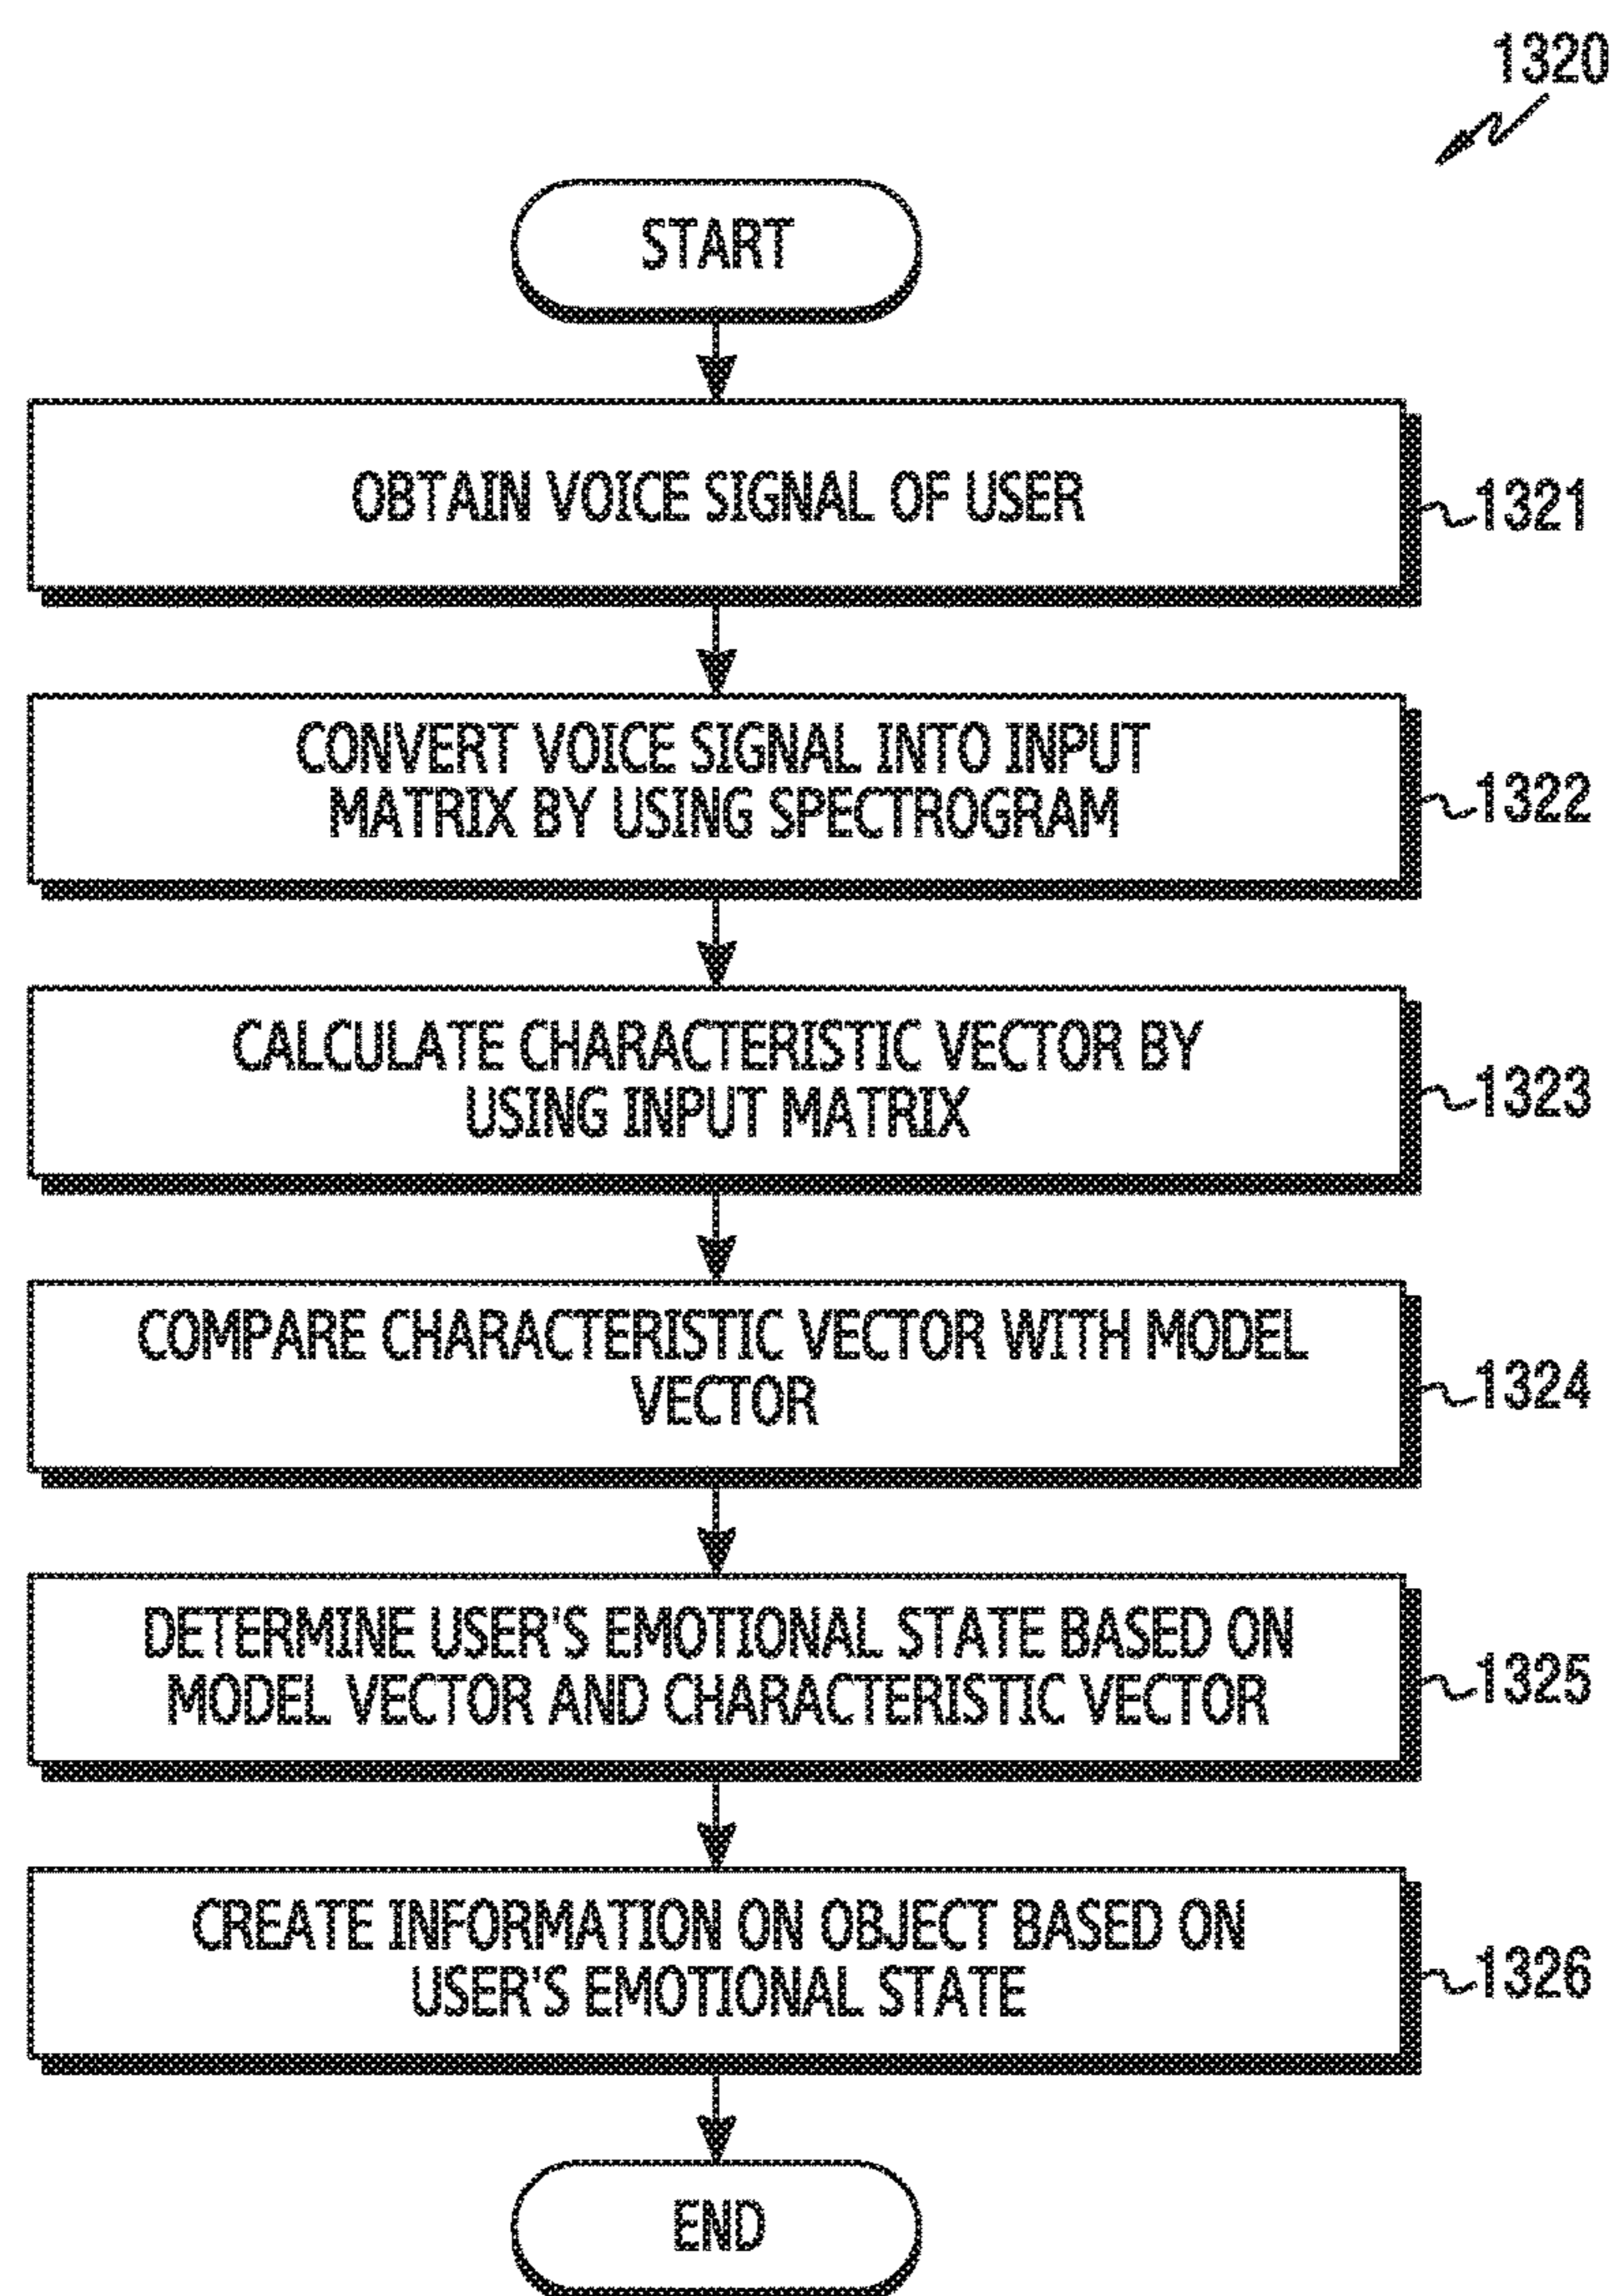 1320
START
OBTAIN VOICE SIGNAL OF USER
1321
CONVERT VOICE SIGNAL INTO INPUT
MATRIX BY USING SPECTROGRAM
1322
CALCULATE CHARACTERISTIC VECTOR BY
USING INPUT MATRIX
1323
COMPARE CHARACTERISTIC VECTOR WITH MODEL
VECTOR
1324
DETERMINE USER'S EMOTIONAL STATE BASED ON
MODEL VECTOR AND CHARACTERISTIC VECTOR
1325
CREATE INFORMATION ON OBJECT BASED ON
USER'S EMOTIONAL STATE
1326
END